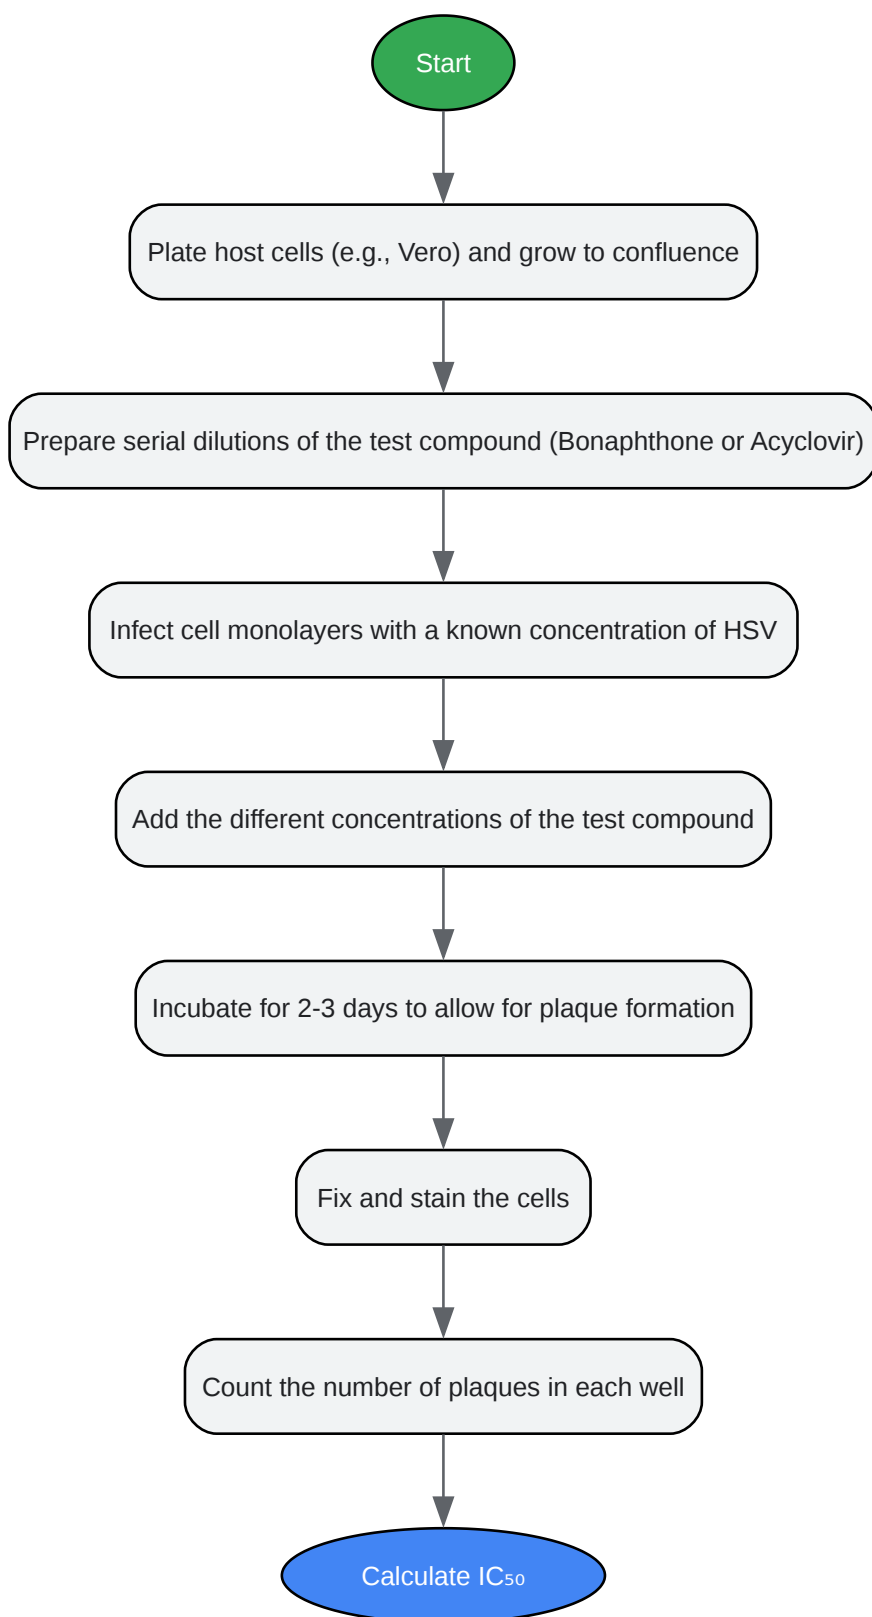 Start
Plate host cells (e.g., Vero) and grow to confluence
Prepare serial dilutions of the test compound (Bonaphthone or Acyclovir)
Infect cell monolayers with a known concentration of HSV
Add the different concentrations of the test compound
Incubate for 2-3 days to allow for plaque formation
Fix and stain the cells
Count the number of plaques in each well
Calculate IC₅₀